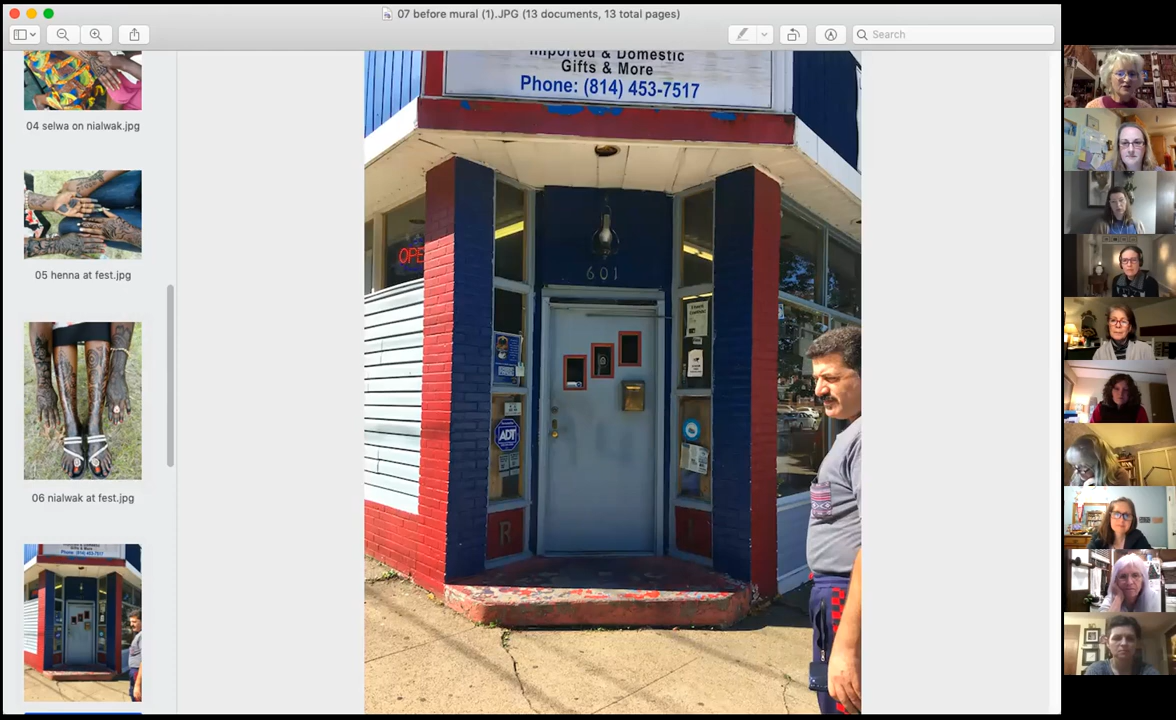 07 before mural (1).JPG (13 documents, 13 total pages)
Search
04 selwa on nialwak.jpg
05 henna at fest.jpg
06 nialwak at fest.jpg
Imported & Domestic
Gifts & More
Phone: (814) 453-7517
OPE
601
ADT
R